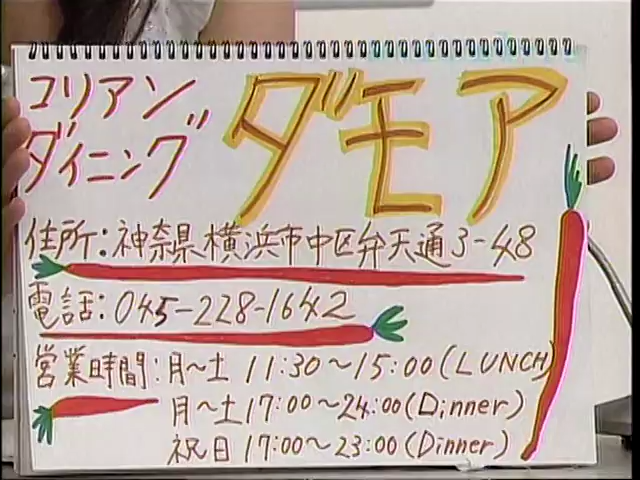 コリアンダイニング ダモア
住所:神奈県横浜市中区弁天通3-48
電話:045-228-1642
営業時間:月〜土 11:30〜15:00(LUNCH)
月〜土17:00〜24:00(Dinner)
祝日17:00〜23:00(Dinner)